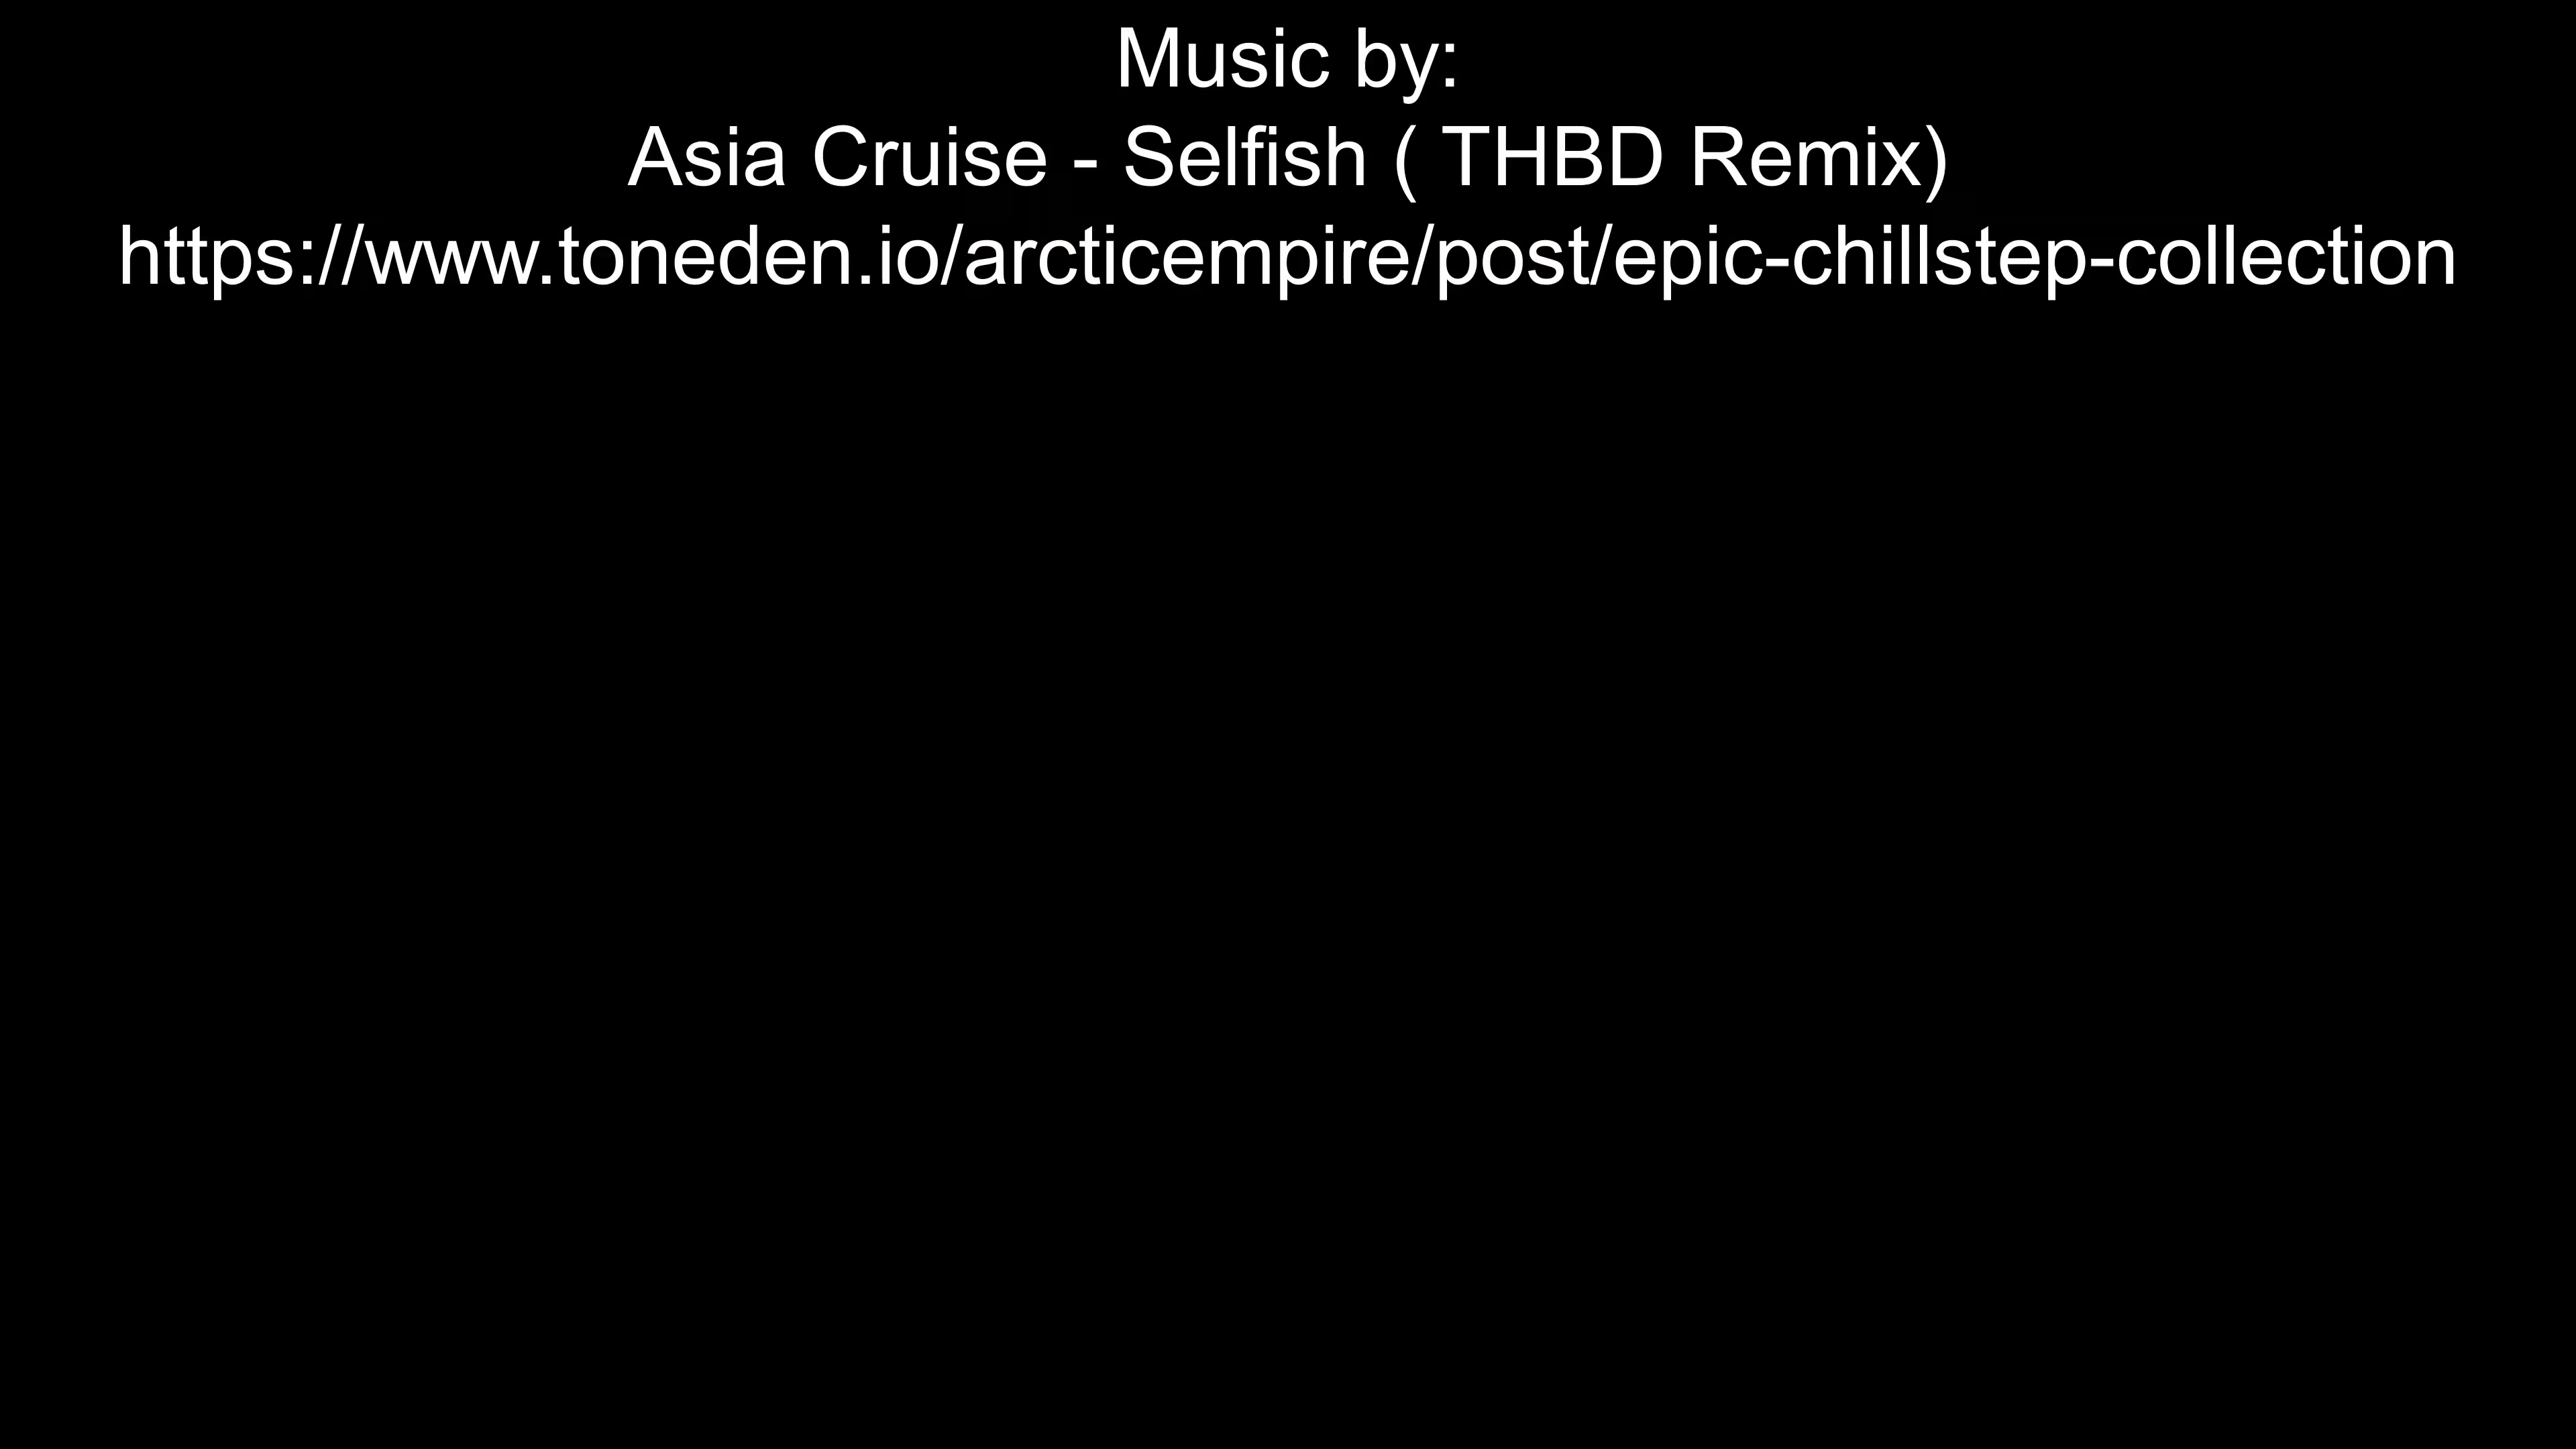 Music by:
Asia Cruise - Selfish ( THBD Remix)
https://www.toneden.io/arcticempire/post/epic-chillstep-collection